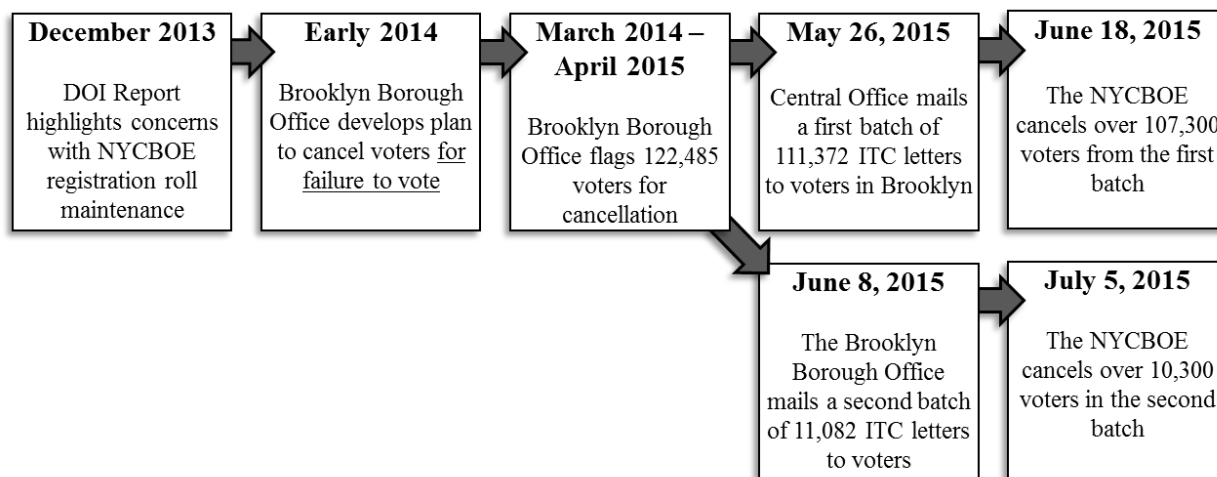 December 2013
DOI Report
highlights concerns
with NYCBOE
registration roll
maintenance
Early 2014
Brooklyn Borough
Office develops plan
to cancel voters for
failure to vote
March 2014 –
April 2015
Brooklyn Borough
Office flags 122,485
voters for
cancellation
May 26, 2015
Central Office mails
a first batch of
111,372 ITC letters
to voters in Brooklyn
June 18, 2015
The NYCBOE
cancels over 107,300
voters from the first
batch
June 8, 2015
The Brooklyn
Borough Office
mails a second batch
of 11,082 ITC letters
to voters
July 5, 2015
The NYCBOE
cancels over 10,300
voters in the second
batch